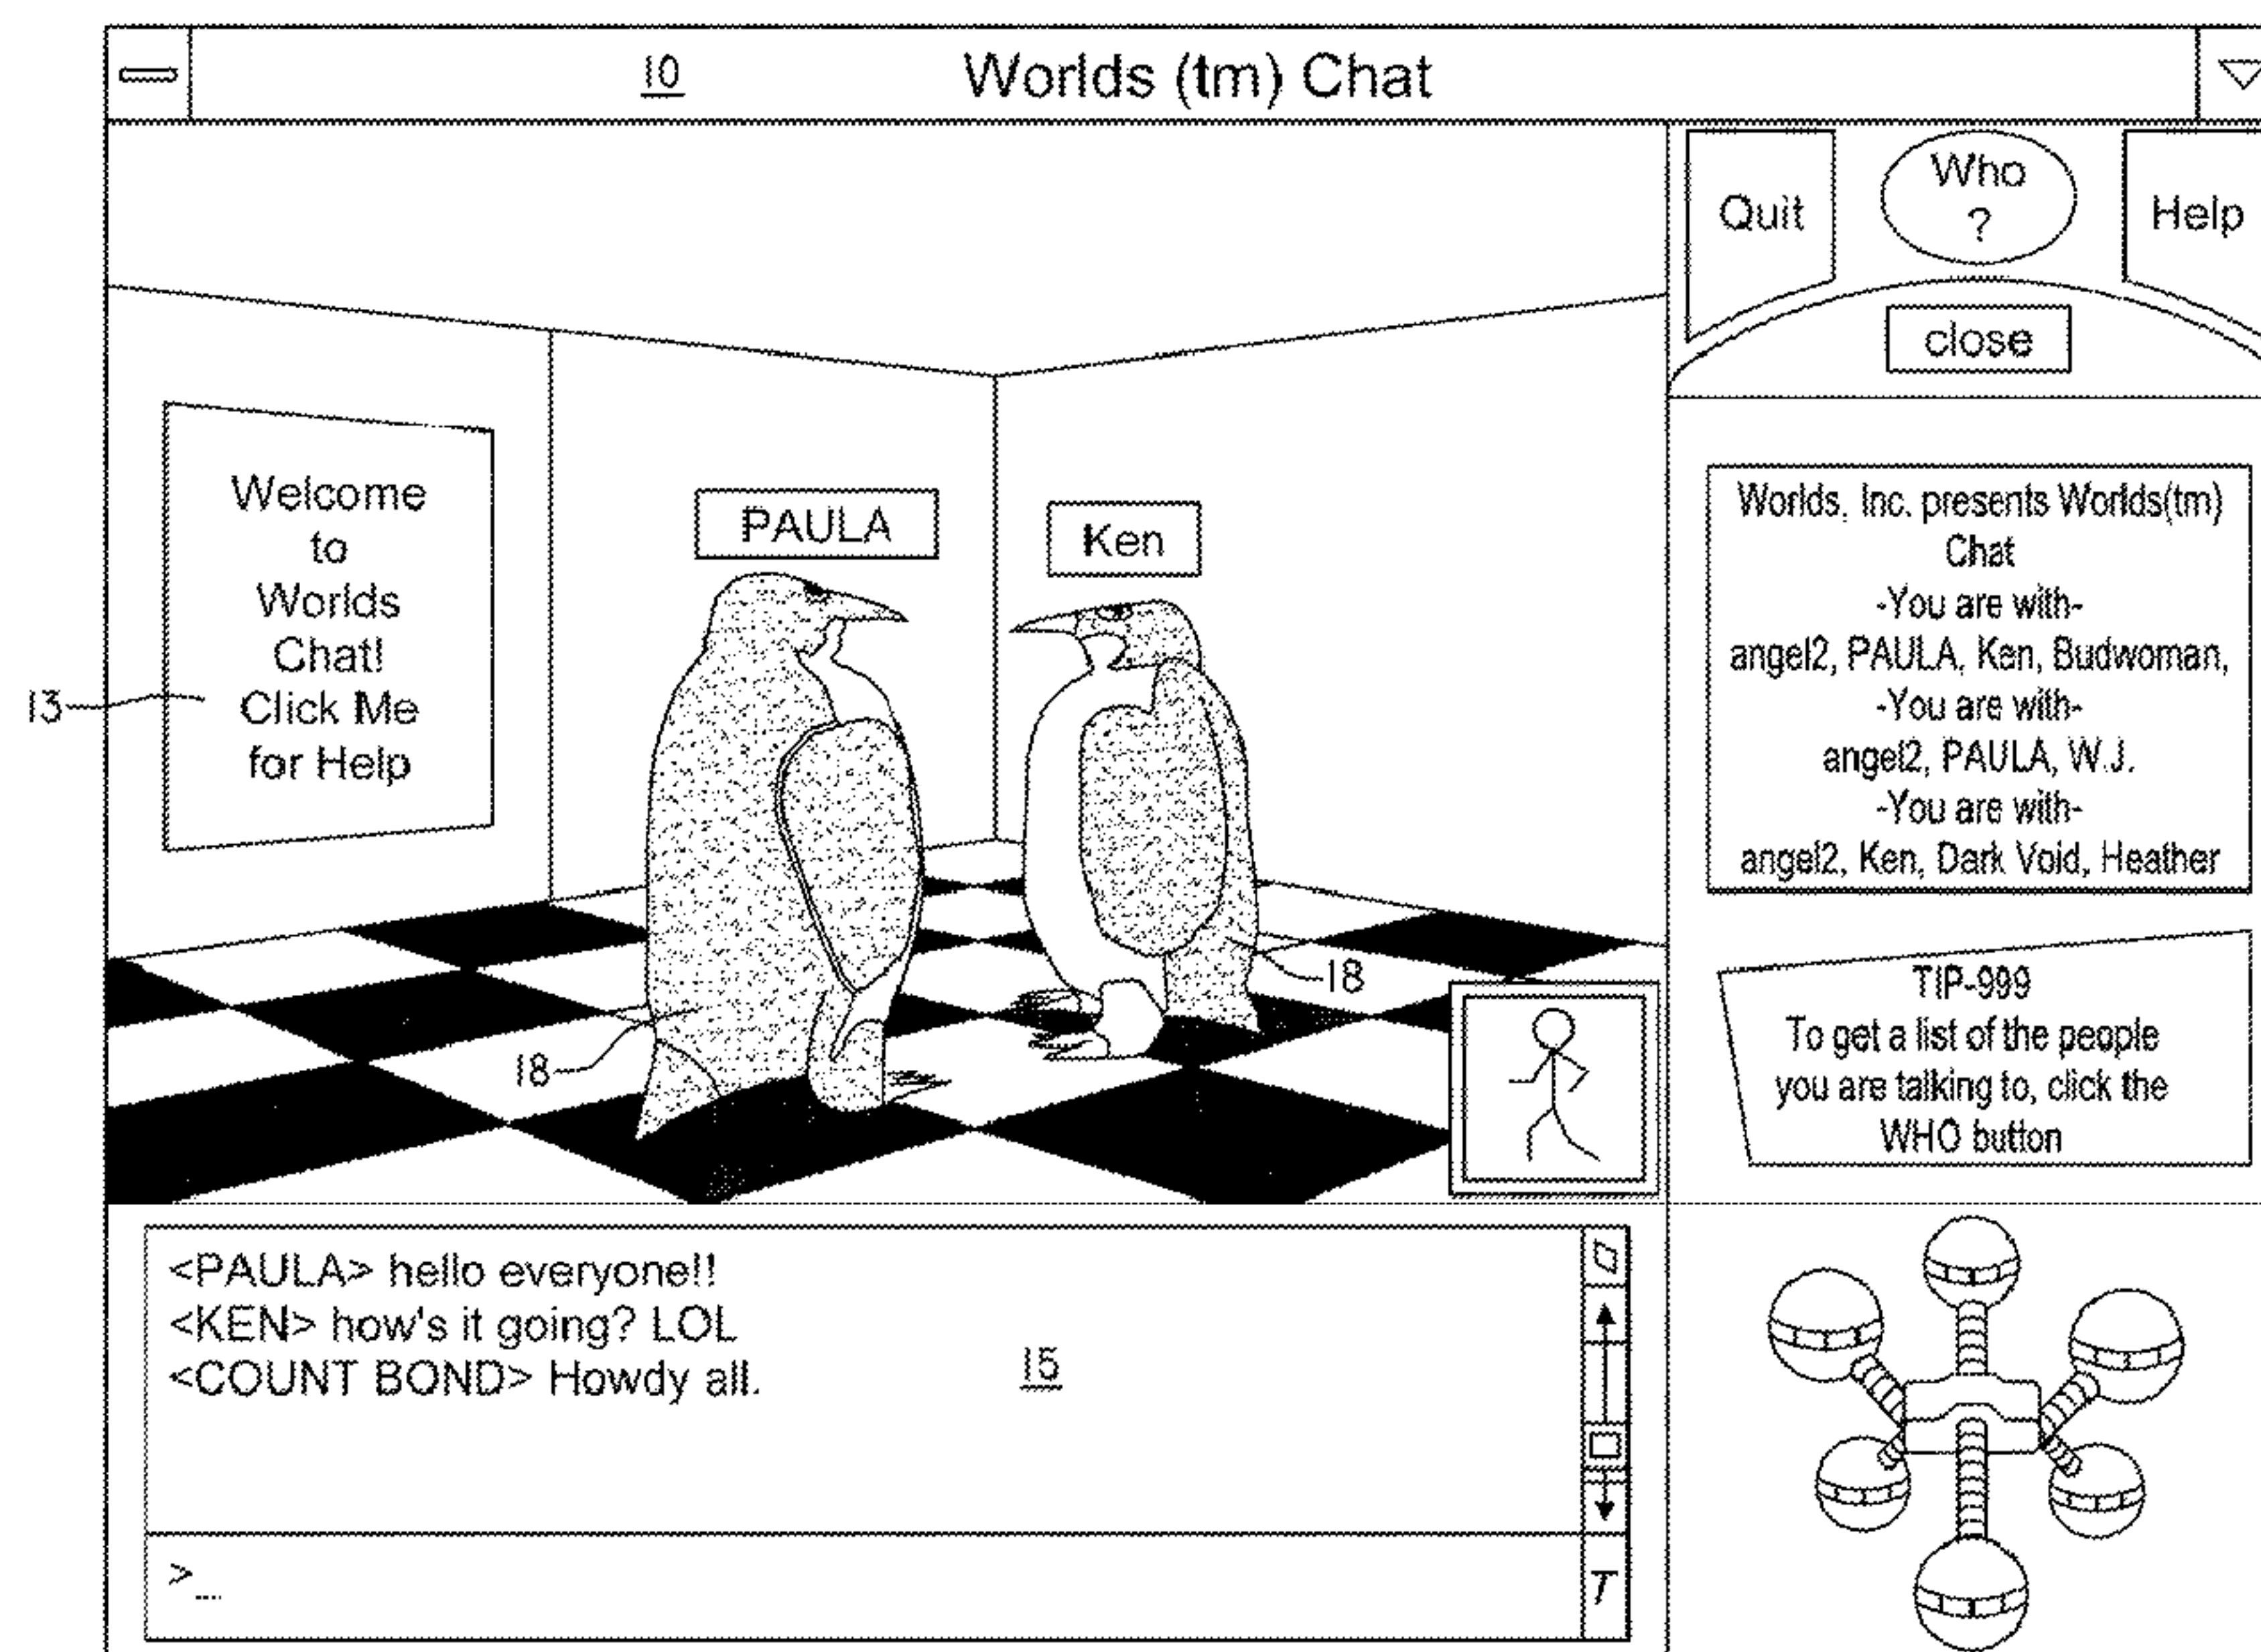 10
Worlds (tm) Chat
Quit
Who
?
Help
close
Welcome
to
Worlds
Chat!
Click Me
for Help
13
PAULA
Ken
18
18
Worlds, Inc. presents Worlds(tm)
Chat
-You are with-
angel2, PAULA, Ken, Budwoman,
-You are with-
angel2, PAULA, W.J.
-You are with-
angel2, Ken, Dark Void, Heather
TIP-999
To get a list of the people
you are talking to, click the
WHO button
<PAULA> hello everyone!!
<KEN> how's it going? LOL
<COUNT BOND> Howdy all.
15
>...
T